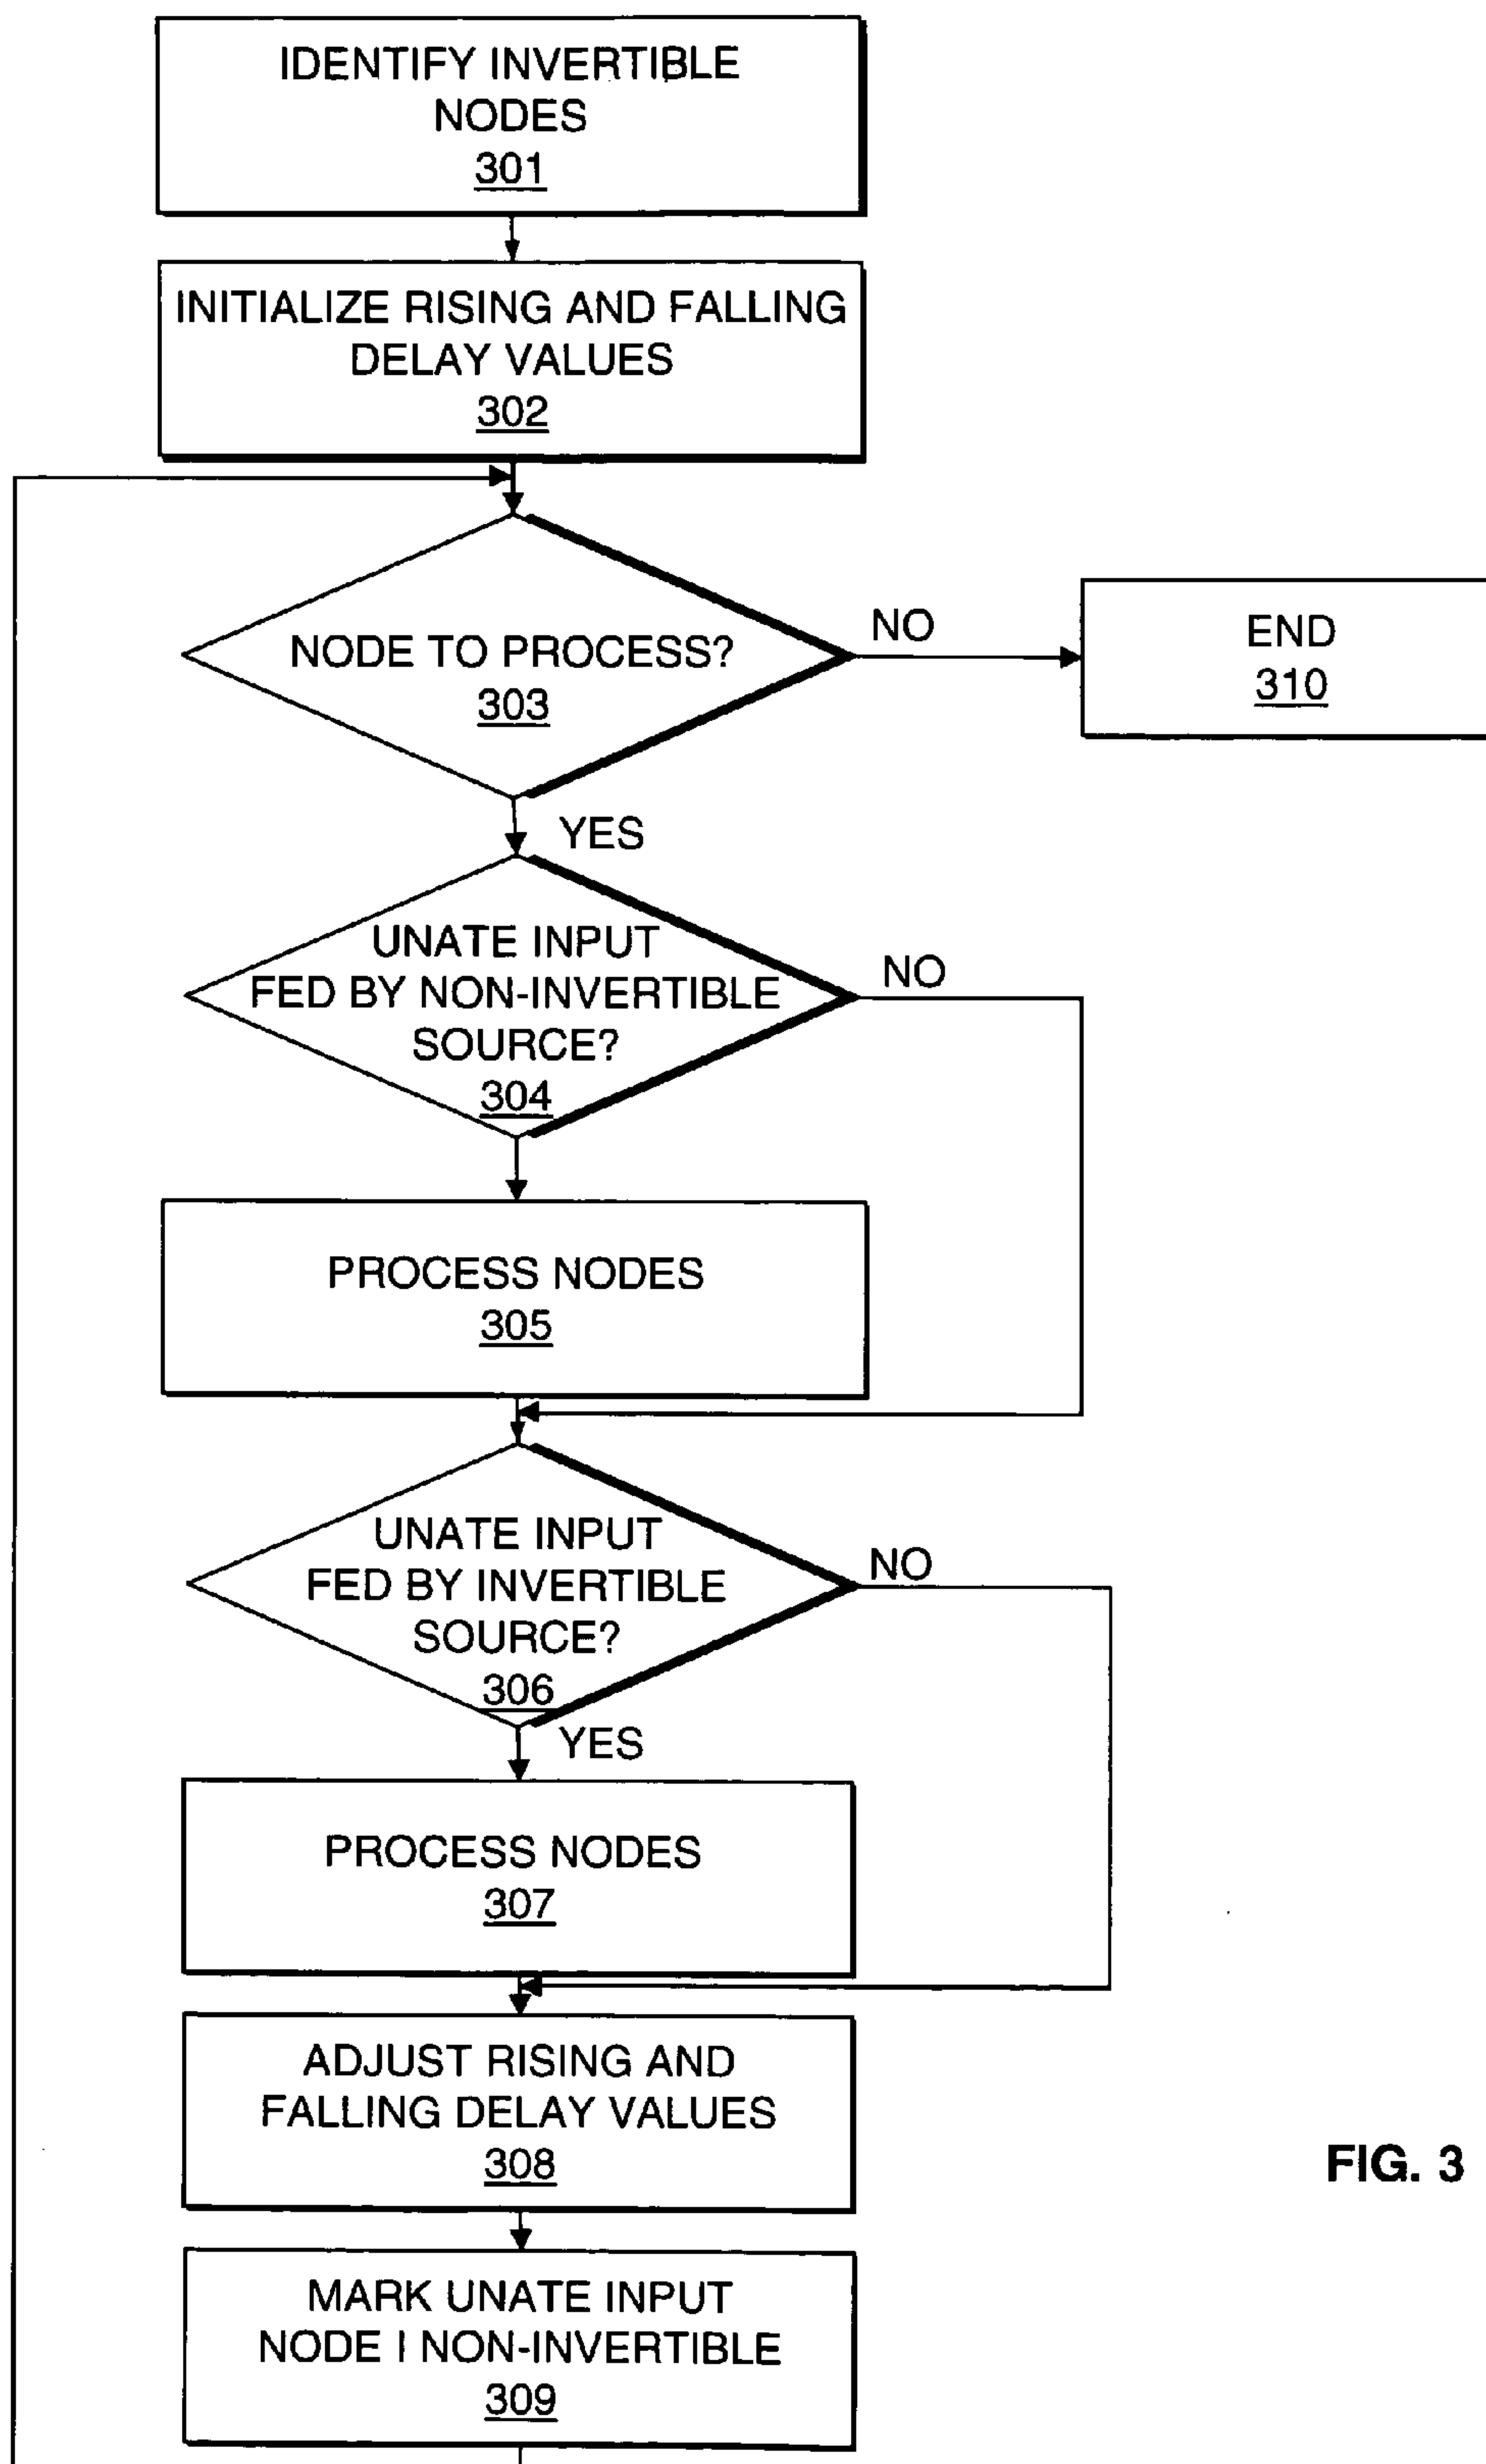 IDENTIFY INVERTIBLE
NODES
301
INITIALIZE RISING AND FALLING
DELAY VALUES
302
NODE TO PROCESS?
303
NO
END
310
YES
UNATE INPUT
FED BY NON-INVERTIBLE
SOURCE?
304
NO
PROCESS NODES
305
UNATE INPUT
FED BY INVERTIBLE
SOURCE?
306
NO
YES
PROCESS NODES
307
ADJUST RISING AND
FALLING DELAY VALUES
308
FIG. 3
MARK UNATE INPUT
NODE I NON-INVERTIBLE
309